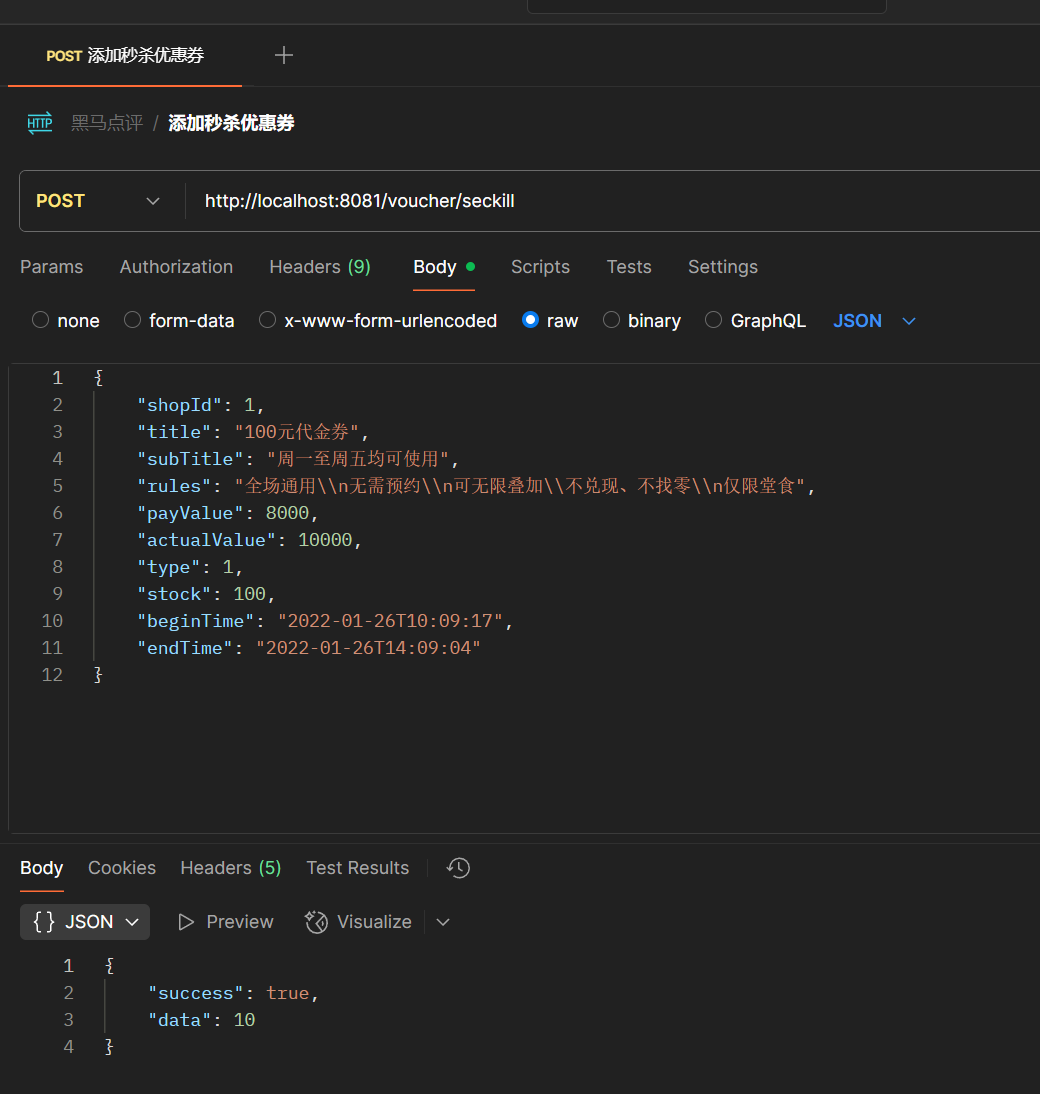 POST 添加秒杀优惠券
HTTP 黑马点评 / 添加秒杀优惠券
POST http://localhost:8081/voucher/seckill
Params Authorization Headers (9) Body Scripts Tests Settings
none form-data x-www-form-urlencoded raw binary GraphQL JSON
1 {
2 "shopId": 1,
3 "title": "100元代金券",
4 "subTitle": "周一至周五均可使用",
5 "rules": "全场通用\\n无需预约\\n可无限叠加\\不兑现、不找零\\n仅限堂食",
6 "payValue": 8000,
7 "actualValue": 10000,
8 "type": 1,
9 "stock": 100,
10 "beginTime": "2022-01-26T10:09:17",
11 "endTime": "2022-01-26T14:09:04"
12 }
Body Cookies Headers (5) Test Results
{} JSON Preview Visualize
1 {
2 "success": true,
3 "data": 10
4 }